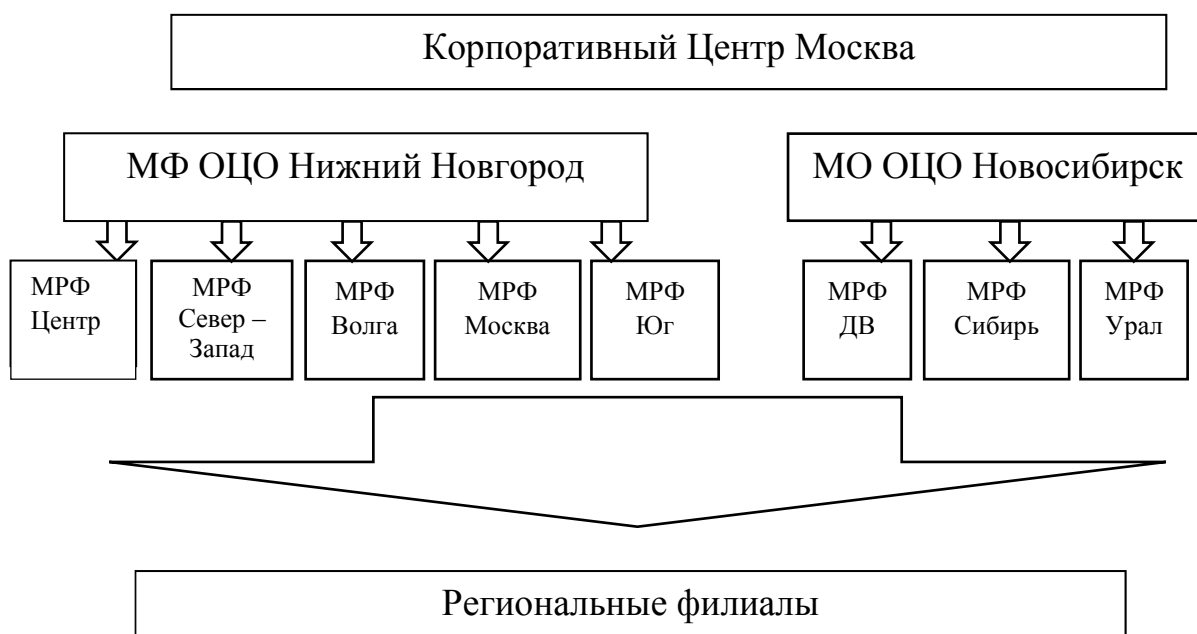 Корпоративный Центр Москва
МФ ОЦО Нижний Новгород
МО ОЦО Новосибирск
МРФ
Центр
МРФ
Север –
Запад
МРФ
Волга
МРФ
Москва
МРФ
Юг
МРФ
ДВ
МРФ
Сибирь
МРФ
Урал
Региональные филиалы